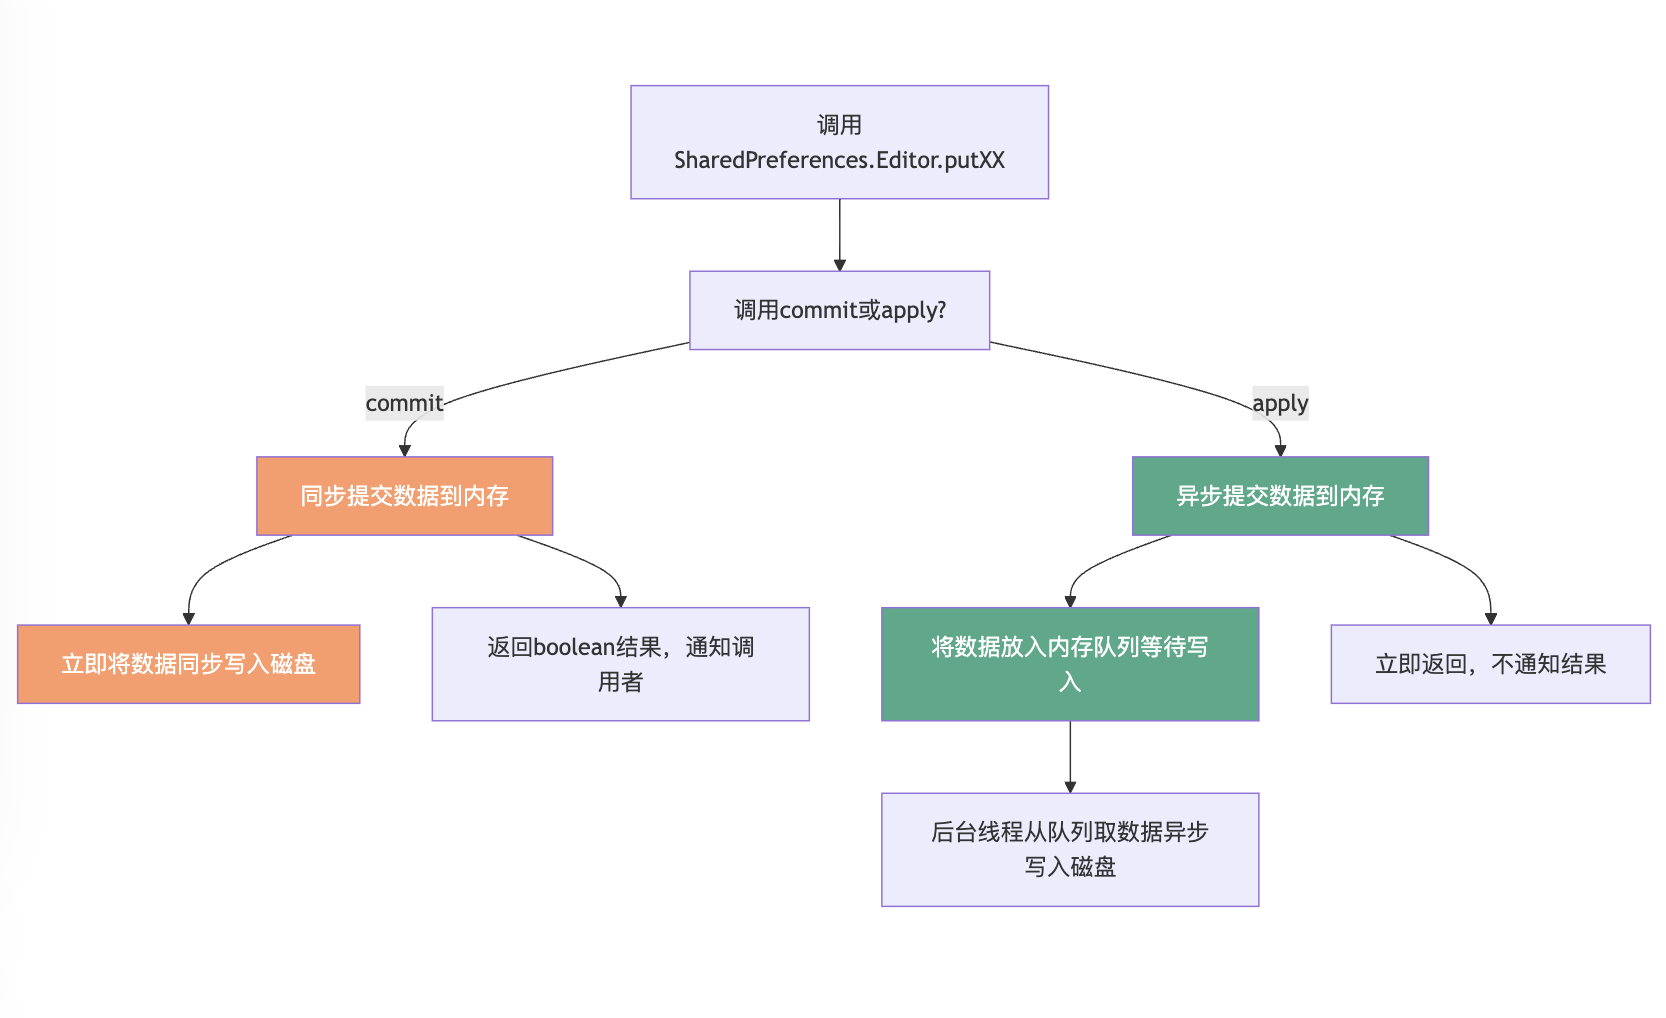 调用
SharedPreferences.Editor.putXX
调用commit或apply?
commit
apply
同步提交数据到内存
异步提交数据到内存
立即将数据同步写入磁盘
返回boolean结果，通知调
用者
将数据放入内存队列等待写
入
立即返回，不通知结果
后台线程从队列取数据异步
写入磁盘